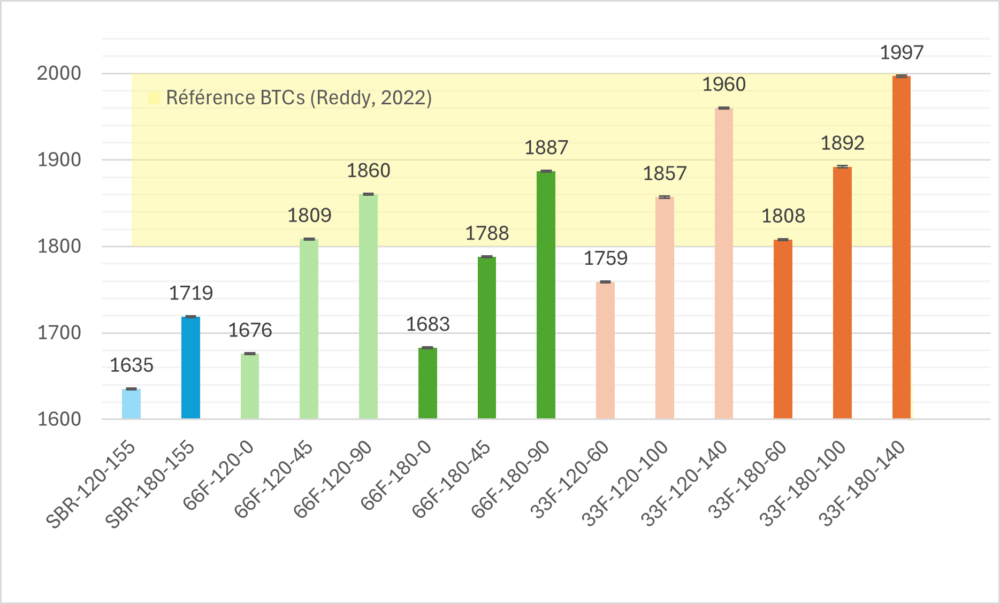 Référence BTCs (Reddy, 2022)
2000
1900
1800
1700
1600
1635
1719
1676
1809
1860
1683
1788
1887
1759
1857
1960
1808
1892
1997
SBR-120-155
SBR-180-155
66F-120-0
66F-120-45
66F-120-90
66F-180-0
66F-180-45
66F-180-90
33F-120-60
33F-120-100
33F-120-140
33F-180-60
33F-180-100
33F-180-140